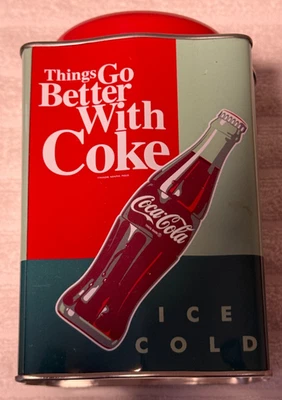 Things Go
Better
With
Coke
Coca-Cola
ICE
COLD